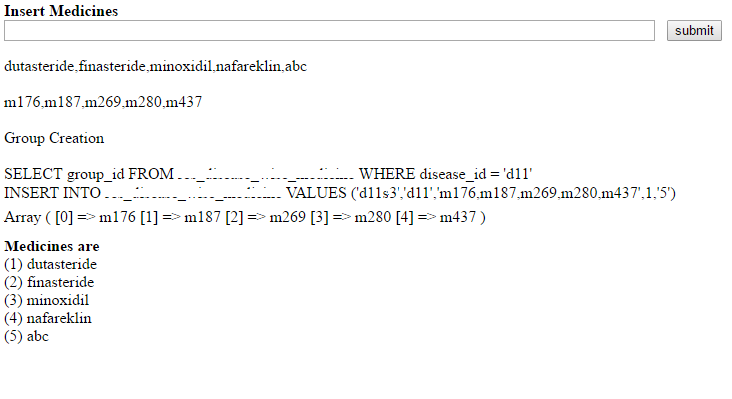 Insert Medicines
submit
dutasteride,finasteride,minoxidil,nafareklin,abc
m176,m187,m269,m280,m437
Group Creation
SELECT group_id FROM WHERE disease_id = 'd11'
INSERT INTO VALUES ('d11s3','d11','m176,m187,m269,m280,m437',1,'5')
Array ( [0] => m176 [1] => m187 [2] => m269 [3] => m280 [4] => m437 )
Medicines are
(1) dutasteride
(2) finasteride
(3) minoxidil
(4) nafareklin
(5) abc